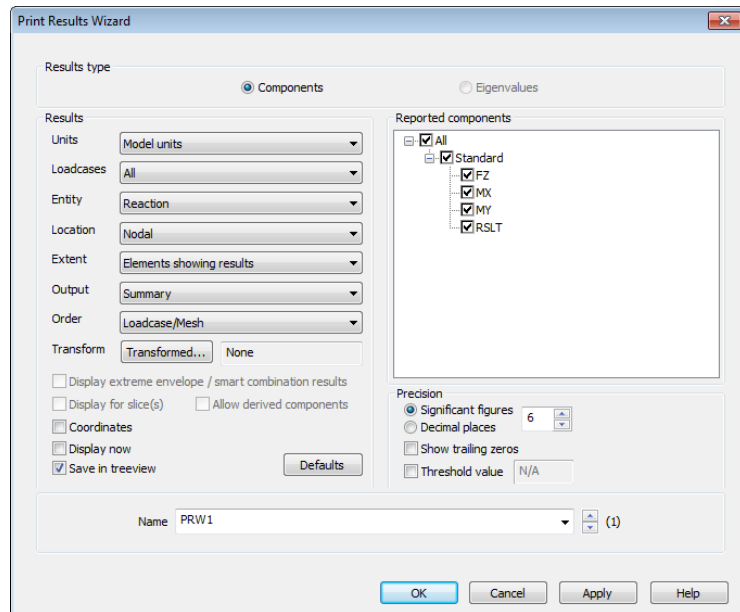 Print Results Wizard
Results type
Components
Eigenvalues
Results
Units
Model units
Loadcases
All
Entity
Reaction
Location
Nodal
Extent
Elements showing results
Output
Summary
Order
Loadcase/Mesh
Transform
Transformed...
None
Display extreme envelope / smart combination results
Display for slice(s)
Allow derived components
Coordinates
Display now
Save in treeview
Defaults
Reported components
All
Standard
FZ
MX
MY
RSLT
Precision
Significant figures
6
Decimal places
Show trailing zeros
Threshold value
N/A
Name
PRW1
(1)
OK
Cancel
Apply
Help